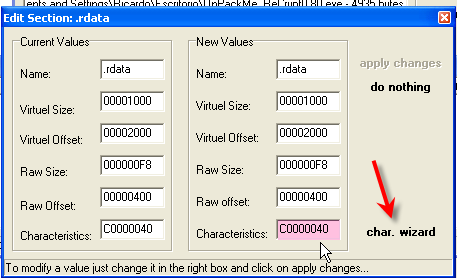 ents and Settings\Ricardo\Escritorio\UnPackMe_ReCrypt0.80.exe - 4935 bytes
Edit Section: .rdata
Current Values
Name: .rdata
Virtuel Size: 00001000
Virtuel Offset: 00002000
Raw Size: 000000F8
Raw Offset: 00000400
Characteristics: C0000040
New Values
Name: .rdata
Virtuel Size: 00001000
Virtuel Offset: 00002000
Raw Size: 000000F8
Raw offset: 00000400
Characteristics: C0000040
apply changes
do nothing
char. wizard
To modify a value just change it in the right box and click on apply changes...